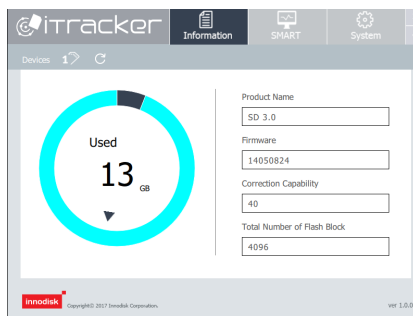 iTracker
Information
SMART
System
Devices 1
Used
13 GB
Product Name
SD 3.0
Firmware
14050824
Correction Capability
40
Total Number of Flash Block
4096
innodisk
Copyright© 2017 Innodisk Corporation.
ver 1.0.0